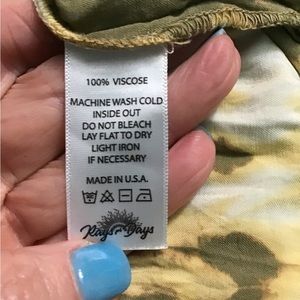 100% VISCOSE
MACHINE WASH COLD
INSIDE OUT
DO NOT BLEACH
LAY FLAT TO DRY
LIGHT IRON
IF NECESSARY
MADE IN U.S.A.
Rays Days